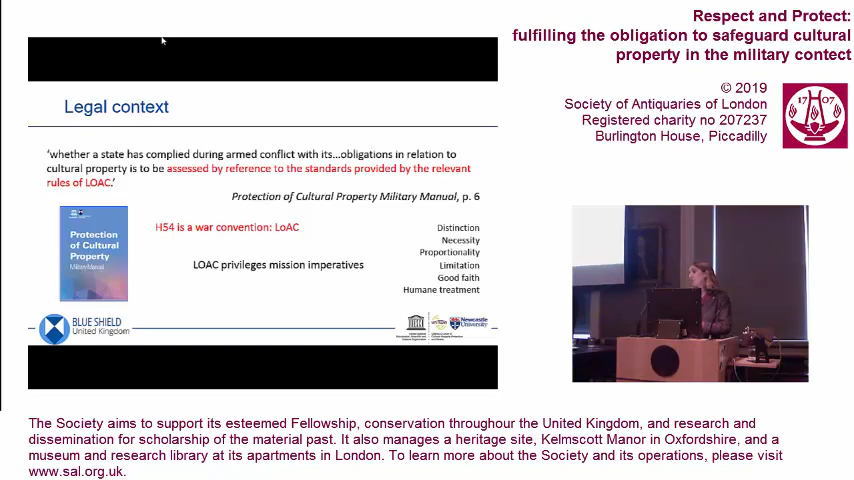 Respect and Protect:
fulfilling the obligation to safeguard cultural
property in the military contect
© 2019
Society of Antiquaries of London
Registered charity no 207237
Burlington House, Piccadilly
1707
Legal context
‘whether a state has complied during armed conflict with its...obligations in relation to
cultural property is to be assessed by reference to the standards provided by the relevant
rules of LOAC.’
Protection of Cultural Property Military Manual, p. 6
Protection
of Cultural
Property
Military Manual
H54 is a war convention: LoAC
LOAC privileges mission imperatives
Distinction
Necessity
Proportionality
Limitation
Good faith
Humane treatment
BLUE SHIELD
United Kingdom
Newcastle
University
The Society aims to support its esteemed Fellowship, conservation throughour the United Kingdom, and research and
dissemination for scholarship of the material past. It also manages a heritage site, Kelmscott Manor in Oxfordshire, and a
museum and research library at its apartments in London. To learn more about the Society and its operations, please visit
www.sal.org.uk.